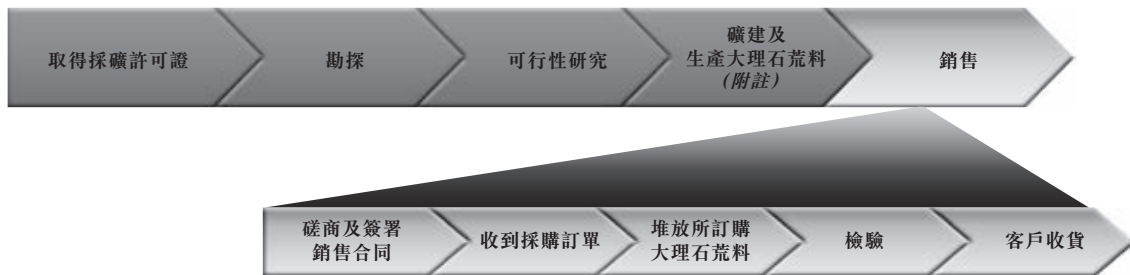 取得採礦許可證
勘探
可行性研究
礦建及
生產大理石荒料
(附註)
銷售
磋商及簽署
銷售合同
收到採購訂單
堆放所訂購
大理石荒料
檢驗
客戶收貨